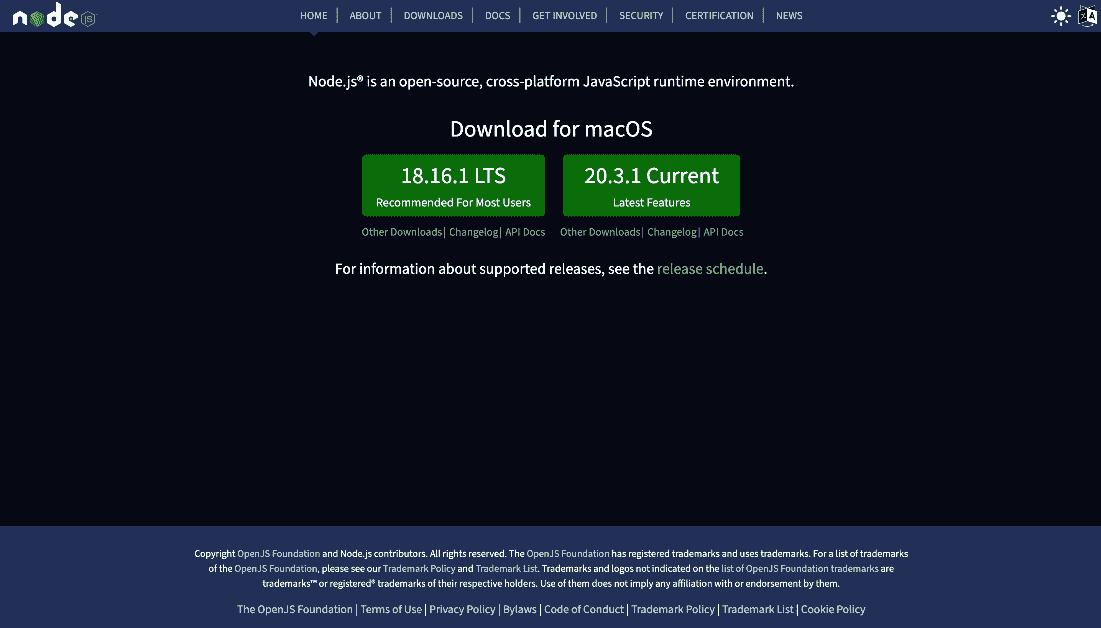 node JS
HOME | ABOUT | DOWNLOADS | DOCS | GET INVOLVED | SECURITY | CERTIFICATION | NEWS
Node.js® is an open-source, cross-platform JavaScript runtime environment.
Download for macOS
18.16.1 LTS
Recommended For Most Users
20.3.1 Current
Latest Features
Other Downloads | Changelog | API Docs
Other Downloads | Changelog | API Docs
For information about supported releases, see the release schedule.
Copyright OpenJS Foundation and Node.js contributors. All rights reserved. The OpenJS Foundation has registered trademarks and uses trademarks. For a list of trademarks
of the OpenJS Foundation, please see our Trademark Policy and Trademark List. Trademarks and logos not indicated on the list of OpenJS Foundation trademarks are
trademarks™ or registered® trademarks of their respective holders. Use of them does not imply any affiliation with or endorsement by them.
The OpenJS Foundation | Terms of Use | Privacy Policy | Bylaws | Code of Conduct | Trademark Policy | Trademark List | Cookie Policy